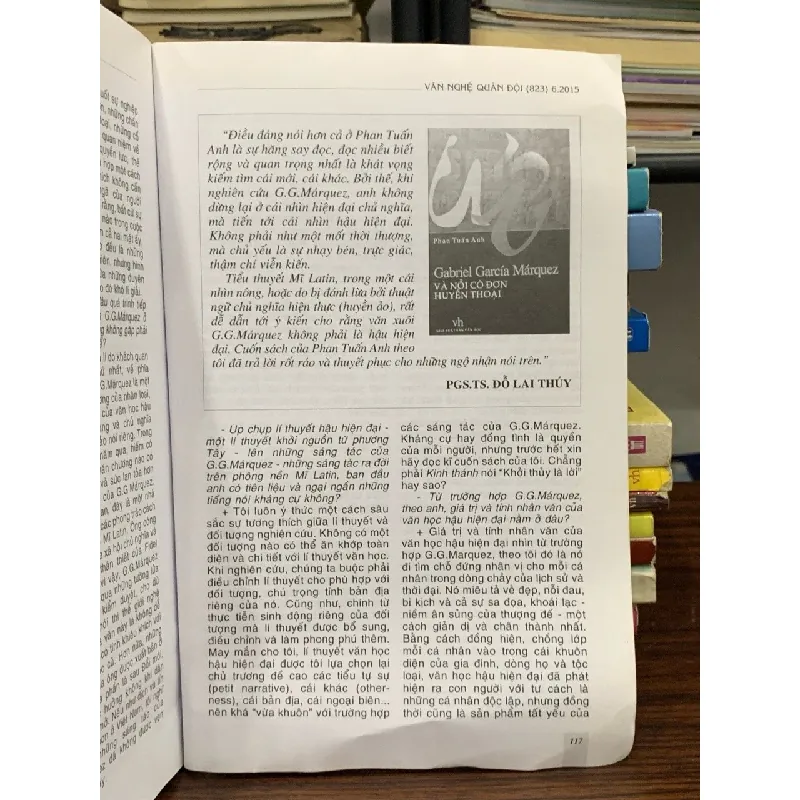 VĂN NGHỆ QUÂN ĐỘI (823) 6.2015
"Điều đáng nói hơn cả ở Phan Tuấn
Anh là sự hăng say đọc, đọc nhiều biết
rộng và quan trọng nhất là khát vọng
kiếm tìm cái mới, cái khác. Bởi thế, khi
nghiên cứu G.G.Márquez, anh không
dừng lại ở cái nhìn hiện đại chủ nghĩa,
mà tiến tới cái nhìn hậu hiện đại.
Không phải như một mốt thời thượng,
mà chủ yếu là sự nhạy bén, trực giác,
thậm chí viễn kiến.
Tiểu thuyết Mĩ Latin, trong một cái
nhìn nông, hoặc do bị đánh lừa bởi thuật
ngữ chủ nghĩa hiện thực (huyền ảo), rất
dễ dẫn tới ý kiến cho rằng văn xuôi
G.G.Márquez không phải là hậu hiện
đại. Cuốn sách của Phan Tuấn Anh theo
tôi đã trả lời rốt ráo và thuyết phục cho những ngộ nhận nói trên."
PGS.TS. ĐỖ LAI THÚY
Phan Tuấn Anh
Gabriel García Márquez
VÀ NỖI CÔ ĐƠN
HUYỀN THOẠI
vh
- Úp chụp lí thuyết hậu hiện đại -
một lí thuyết khởi nguồn từ phương
Tây - lên những sáng tác của
G.G.Márquez - những sáng tác ra đời
trên phông nền Mĩ Latin, ban đầu
anh có tiên liệu và ngại ngần những
tiếng nói kháng cự không?
+ Tôi luôn ý thức một cách sâu
sắc sự tương thích giữa lí thuyết và
đối tượng nghiên cứu. Không có một
đối tượng nào có thể ăn khớp toàn
diện và chi tiết với lí thuyết văn học.
Khi nghiên cứu, chúng ta buộc phải
điều chỉnh lí thuyết cho phù hợp với
đối tượng, chú trọng tính bản địa
riêng của nó. Cũng như, chính từ
thực tiễn sinh động riêng của đối
tượng mà lí thuyết được bổ sung,
điều chỉnh và làm phong phú thêm.
May mắn cho tôi, lí thuyết văn học
hậu hiện đại được tôi lựa chọn lại
chủ trương đề cao các tiểu tự sự
(petit narrative), cái khác (other-
ness), cái bản địa, cái ngoại biên...
nên khá "vừa khuôn" với trường hợp
các sáng tác của G.G.Márquez.
Kháng cự hay đồng tình là quyền
của mỗi người, nhưng trước hết xin
hãy đọc kĩ cuốn sách của tôi. Chẳng
phải Kinh thánh nói "Khởi thủy là lời"
hay sao?
- Từ trường hợp G.G.Márquez,
theo anh, giá trị và tính nhân văn của
văn học hậu hiện đại nằm ở đâu?
+ Giá trị và tính nhân văn của
văn học hậu hiện đại nhìn từ trường
hợp G.G.Marquez, theo tôi đó là nó
đi tìm chỗ đứng nhân vị cho mỗi cá
nhân trong dòng chảy của lịch sử và
thời đại. Nó miêu tả vẻ đẹp, nỗi đau,
bi kịch và cả sự sa đọa, khoái lạc -
niềm ân sủng của thượng đế - một
cách giản dị và chân thành nhất.
Bằng cách đồng hiện, chồng lớp
mỗi cá nhân vào trong cái khuôn
diện của gia đình, dòng họ và tộc
loại, văn học hậu hiện đại đã phát
hiện ra con người với tư cách là
những cá nhân độc lập, nhưng đồng
thời cũng là sản phẩm tất yếu của
117